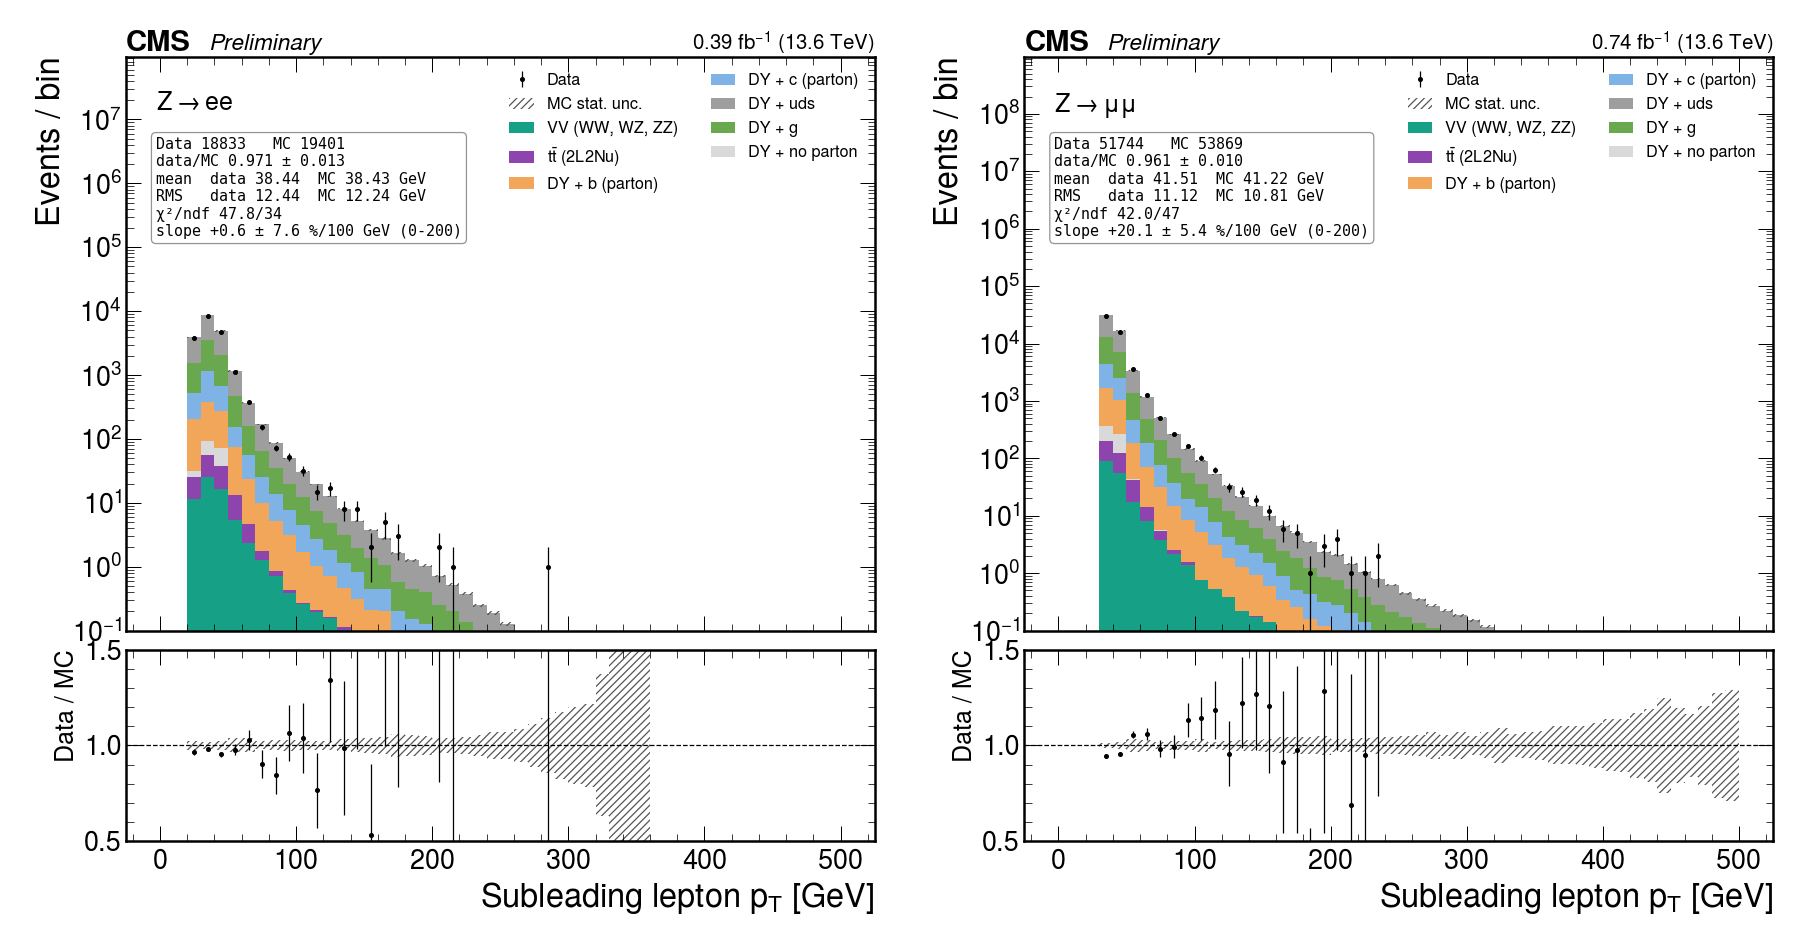 CMS Preliminary 0.39 fb⁻¹ (13.6 TeV)
Events / bin
Z→ee
Data 18833   MC 19401
data/MC 0.971 ± 0.013
mean  data 38.44  MC 38.43 GeV
RMS   data 12.44  MC 12.24 GeV
χ²/ndf 47.8/34
slope +0.6 ± 7.6 %/100 GeV (0-200)
Data
MC stat. unc.
VV (WW, WZ, ZZ)
tt̄ (2L2Nu)
DY + b (parton)
DY + c (parton)
DY + uds
DY + g
DY + no parton
10⁷
10⁶
10⁵
10⁴
10³
10²
10¹
10⁰
10⁻¹
Data / MC
1.5
1.0
0.5
0 100 200 300 400 500
Subleading lepton p_T [GeV]
CMS Preliminary 0.74 fb⁻¹ (13.6 TeV)
Events / bin
Z→μμ
Data 51744   MC 53869
data/MC 0.961 ± 0.010
mean  data 41.51  MC 41.22 GeV
RMS   data 11.12  MC 10.81 GeV
χ²/ndf 42.0/47
slope +20.1 ± 5.4 %/100 GeV (0-200)
Data
MC stat. unc.
VV (WW, WZ, ZZ)
tt̄ (2L2Nu)
DY + b (parton)
DY + c (parton)
DY + uds
DY + g
DY + no parton
10⁸
10⁷
10⁶
10⁵
10⁴
10³
10²
10¹
10⁰
10⁻¹
Data / MC
1.5
1.0
0.5
0 100 200 300 400 500
Subleading lepton p_T [GeV]